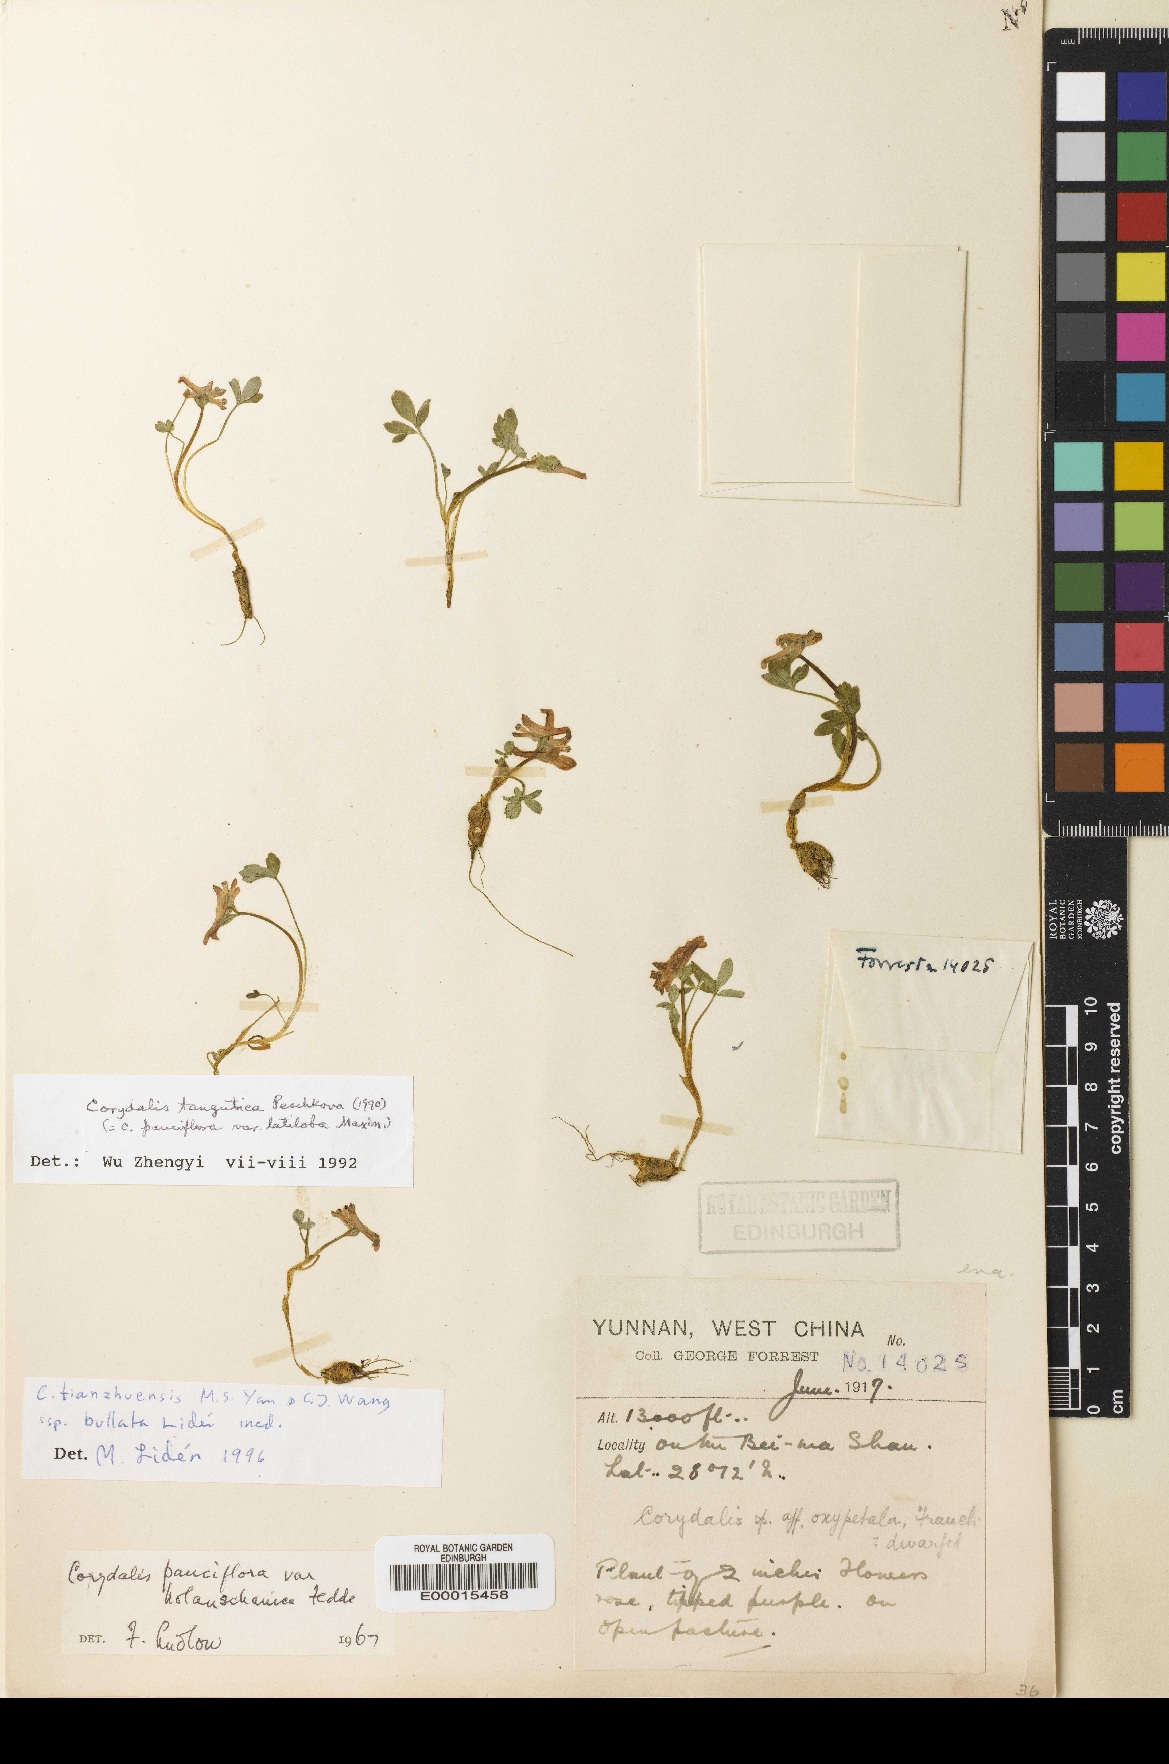 Corydalis tangutica Peschkova (1990)
(= C. pauciflora var. latiloba Maxim.)
Det.: Wu Zhengyi vii-viii 1992
C. tianzhuensis M.S. Yan & C.J. Wang
ssp. bullata Lidén ined.
Det. M. Lidén 1996
Corydalis pauciflora var
holanschanica Fedde
DET. F. Ludlow 1967
ROYAL BOTANIC GARDEN
EDINBURGH
E00015458
Forrest 14025
ROYAL BOTANIC GARDEN
EDINBURGH
YUNNAN, WEST CHINA
No.
Coll. GEORGE FORREST No. 14025
June. 1917.
Alt. 13000 ft..
Locality on the Bei-ma Shan.
Lat.. 28°12' N..
Corydalis sp. aff. oxypetala, Franch.
? dwarfed
Plant of 2 inches Flowers
rose, tipped purple. On
open pasture.
36
ROYAL
BOTANIC
GARDEN
EDINBURGH
0 1 2 3 4 5 6 7 8 9 10
cm
copyright reserved